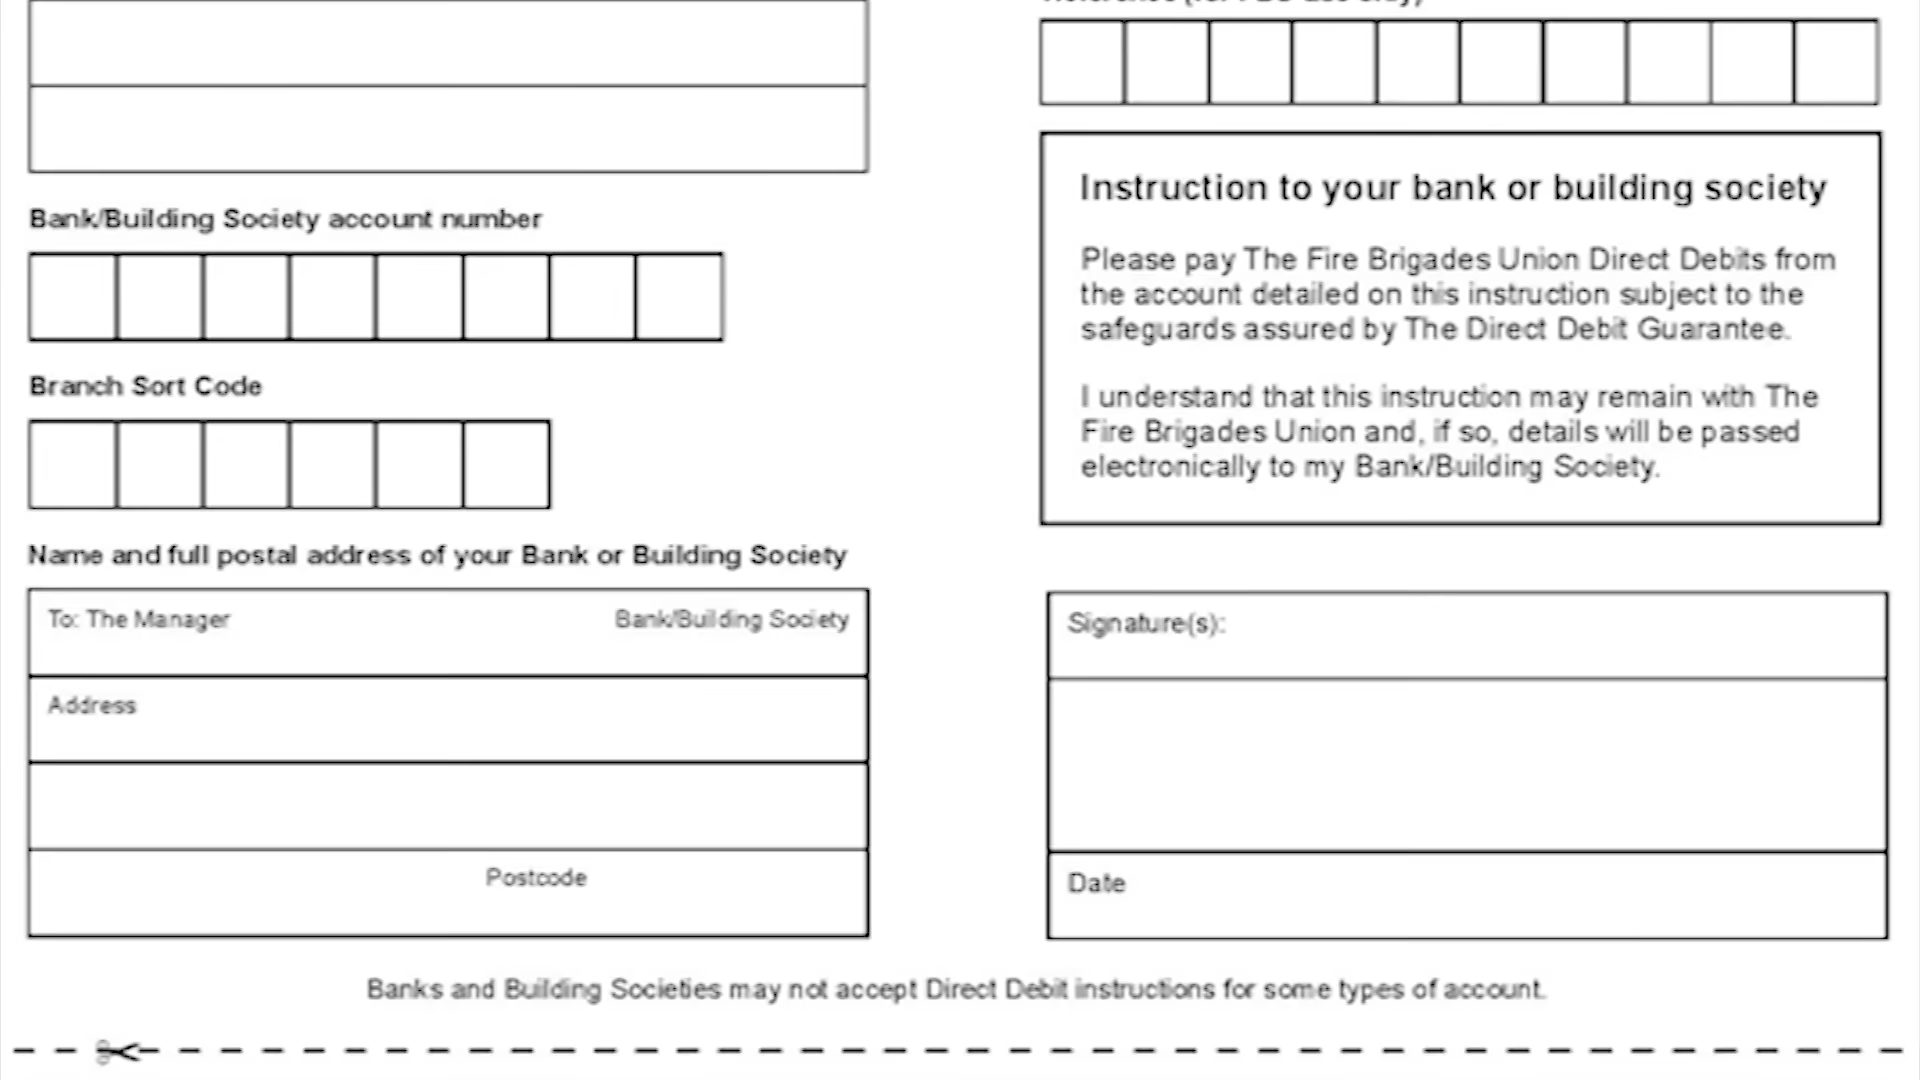 Bank/Building Society account number
Branch Sort Code
Name and full postal address of your Bank or Building Society
To: The Manager Bank/Building Society
Address
Postcode
Instruction to your bank or building society
Please pay The Fire Brigades Union Direct Debits from
the account detailed on this instruction subject to the
safeguards assured by The Direct Debit Guarantee.
I understand that this instruction may remain with The
Fire Brigades Union and, if so, details will be passed
electronically to my Bank/Building Society.
Signature(s):
Date
Banks and Building Societies may not accept Direct Debit instructions for some types of account.